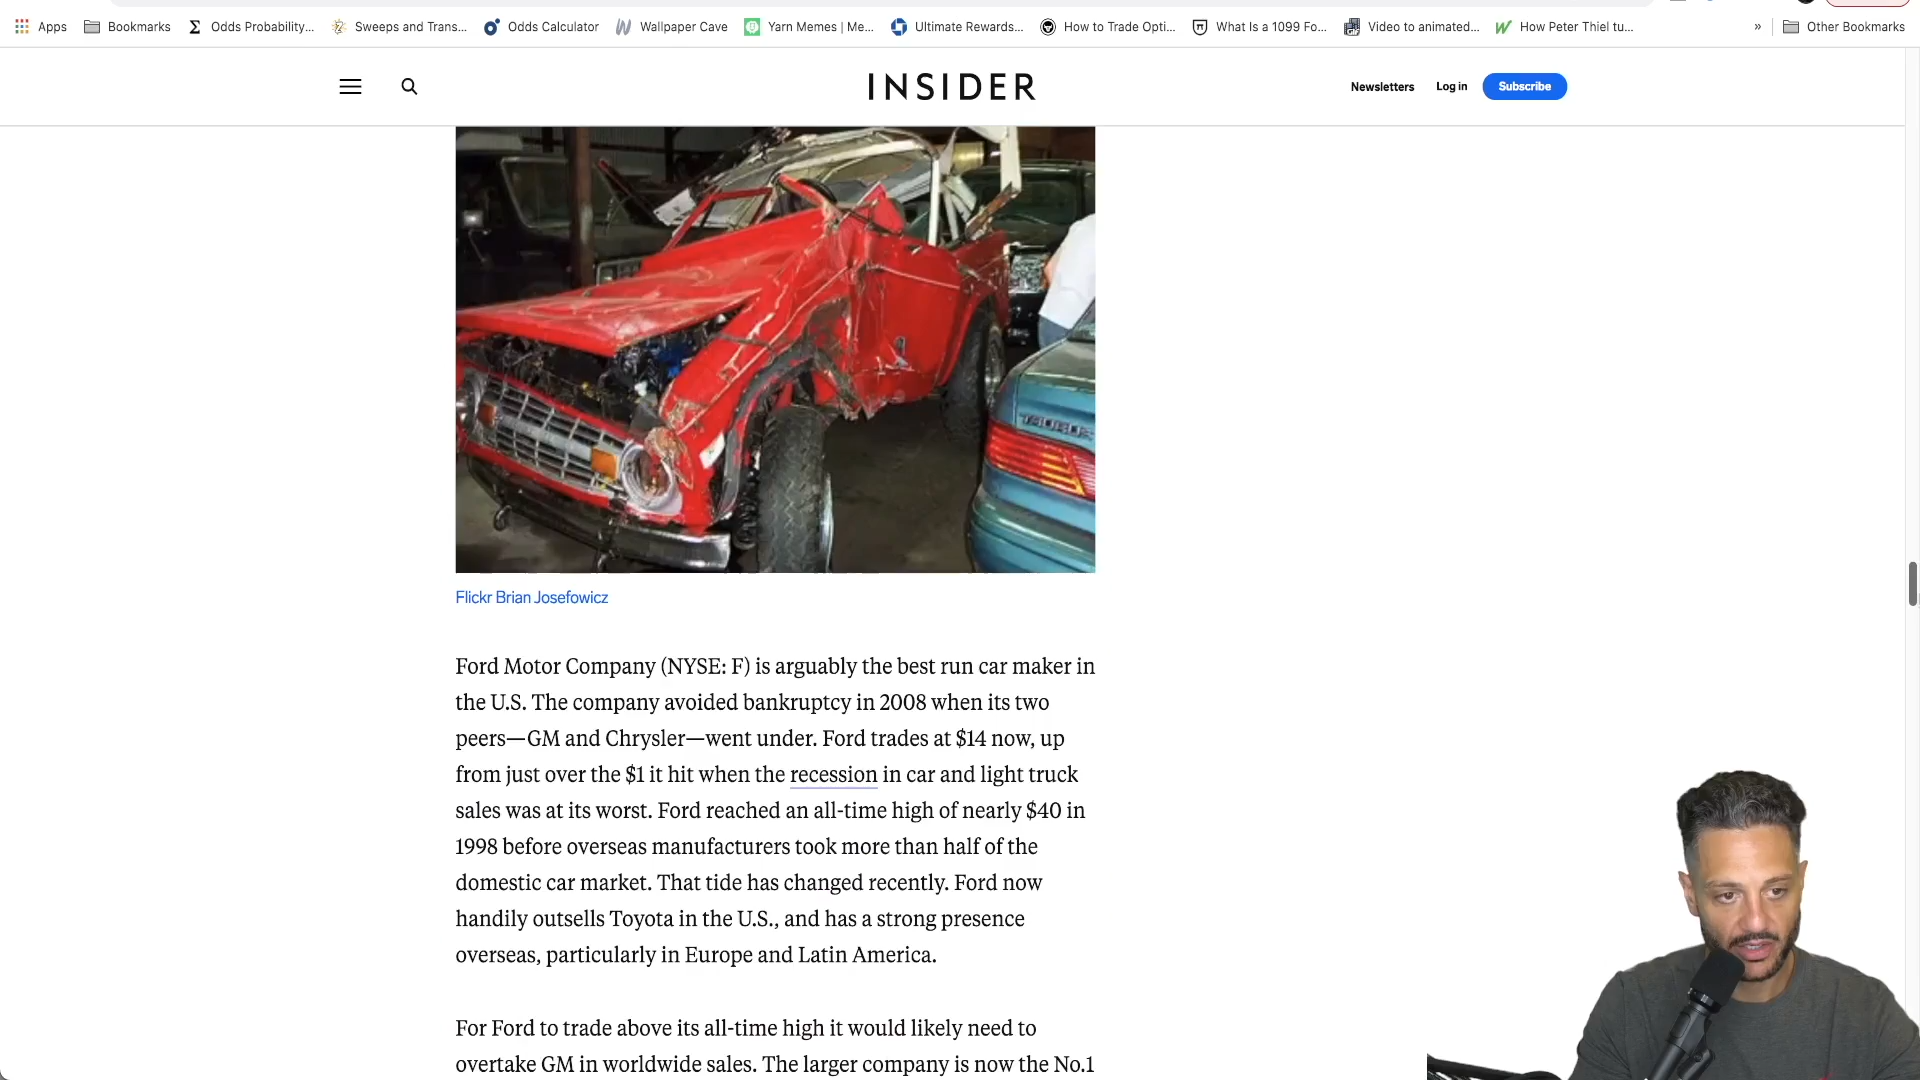 Apps
Bookmarks
Odds Probability...
Sweeps and Trans...
Odds Calculator
Wallpaper Cave
Yarn Memes | Me...
Ultimate Rewards...
How to Trade Opti...
What Is a 1099 Fo...
Video to animated...
How Peter Thiel tu...
»
Other Bookmarks
INSIDER
Newsletters
Log in
Subscribe
TAURUS
Flickr Brian Josefowicz
Ford Motor Company (NYSE: F) is arguably the best run car maker in
the U.S. The company avoided bankruptcy in 2008 when its two
peers—GM and Chrysler—went under. Ford trades at $14 now, up
from just over the $1 it hit when the recession in car and light truck
sales was at its worst. Ford reached an all-time high of nearly $40 in
1998 before overseas manufacturers took more than half of the
domestic car market. That tide has changed recently. Ford now
handily outsells Toyota in the U.S., and has a strong presence
overseas, particularly in Europe and Latin America.
For Ford to trade above its all-time high it would likely need to
overtake GM in worldwide sales. The larger company is now the No.1